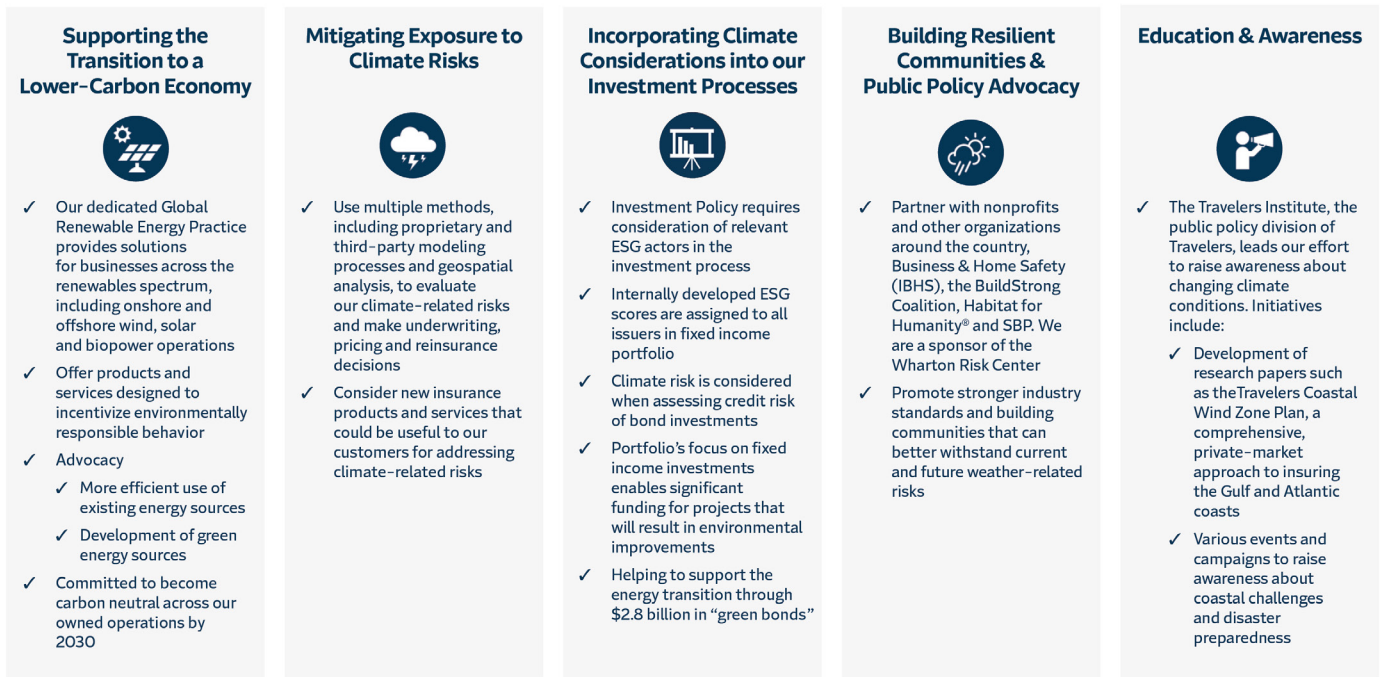 Supporting the
Transition to a
Lower-Carbon Economy
✓ Our dedicated Global
Renewable Energy Practice
provides solutions
for businesses across the
renewables spectrum,
including onshore and
offshore wind, solar
and biopower operations
✓ Offer products and
services designed to
incentivize environmentally
responsible behavior
✓ Advocacy
✓ More efficient use of
existing energy sources
✓ Development of green
energy sources
✓ Committed to become
carbon neutral across our
owned operations by
2030
Mitigating Exposure to
Climate Risks
✓ Use multiple methods,
including proprietary and
third-party modeling
processes and geospatial
analysis, to evaluate
our climate-related risks
and make underwriting,
pricing and reinsurance
decisions
✓ Consider new insurance
products and services that
could be useful to our
customers for addressing
climate-related risks
Incorporating Climate
Considerations into our
Investment Processes
✓ Investment Policy requires
consideration of relevant
ESG actors in the
investment process
✓ Internally developed ESG
scores are assigned to all
issuers in fixed income
portfolio
✓ Climate risk is considered
when assessing credit risk
of bond investments
✓ Portfolio's focus on fixed
income investments
enables significant
funding for projects that
will result in environmental
improvements
✓ Helping to support the
energy transition through
$2.8 billion in “green bonds”
Building Resilient
Communities &
Public Policy Advocacy
✓ Partner with nonprofits
and other organizations
around the country,
Business & Home Safety
(IBHS), the BuildStrong
Coalition, Habitat for
Humanity® and SBP. We
are a sponsor of the
Wharton Risk Center
✓ Promote stronger industry
standards and building
communities that can
better withstand current
and future weather-related
risks
Education & Awareness
✓ The Travelers Institute, the
public policy division of
Travelers, leads our effort
to raise awareness about
changing climate
conditions. Initiatives
include:
✓ Development of
research papers such
as theTravelers Coastal
Wind Zone Plan, a
comprehensive,
private-market
approach to insuring
the Gulf and Atlantic
coasts
✓ Various events and
campaigns to raise
awareness about
coastal challenges
and disaster
preparedness